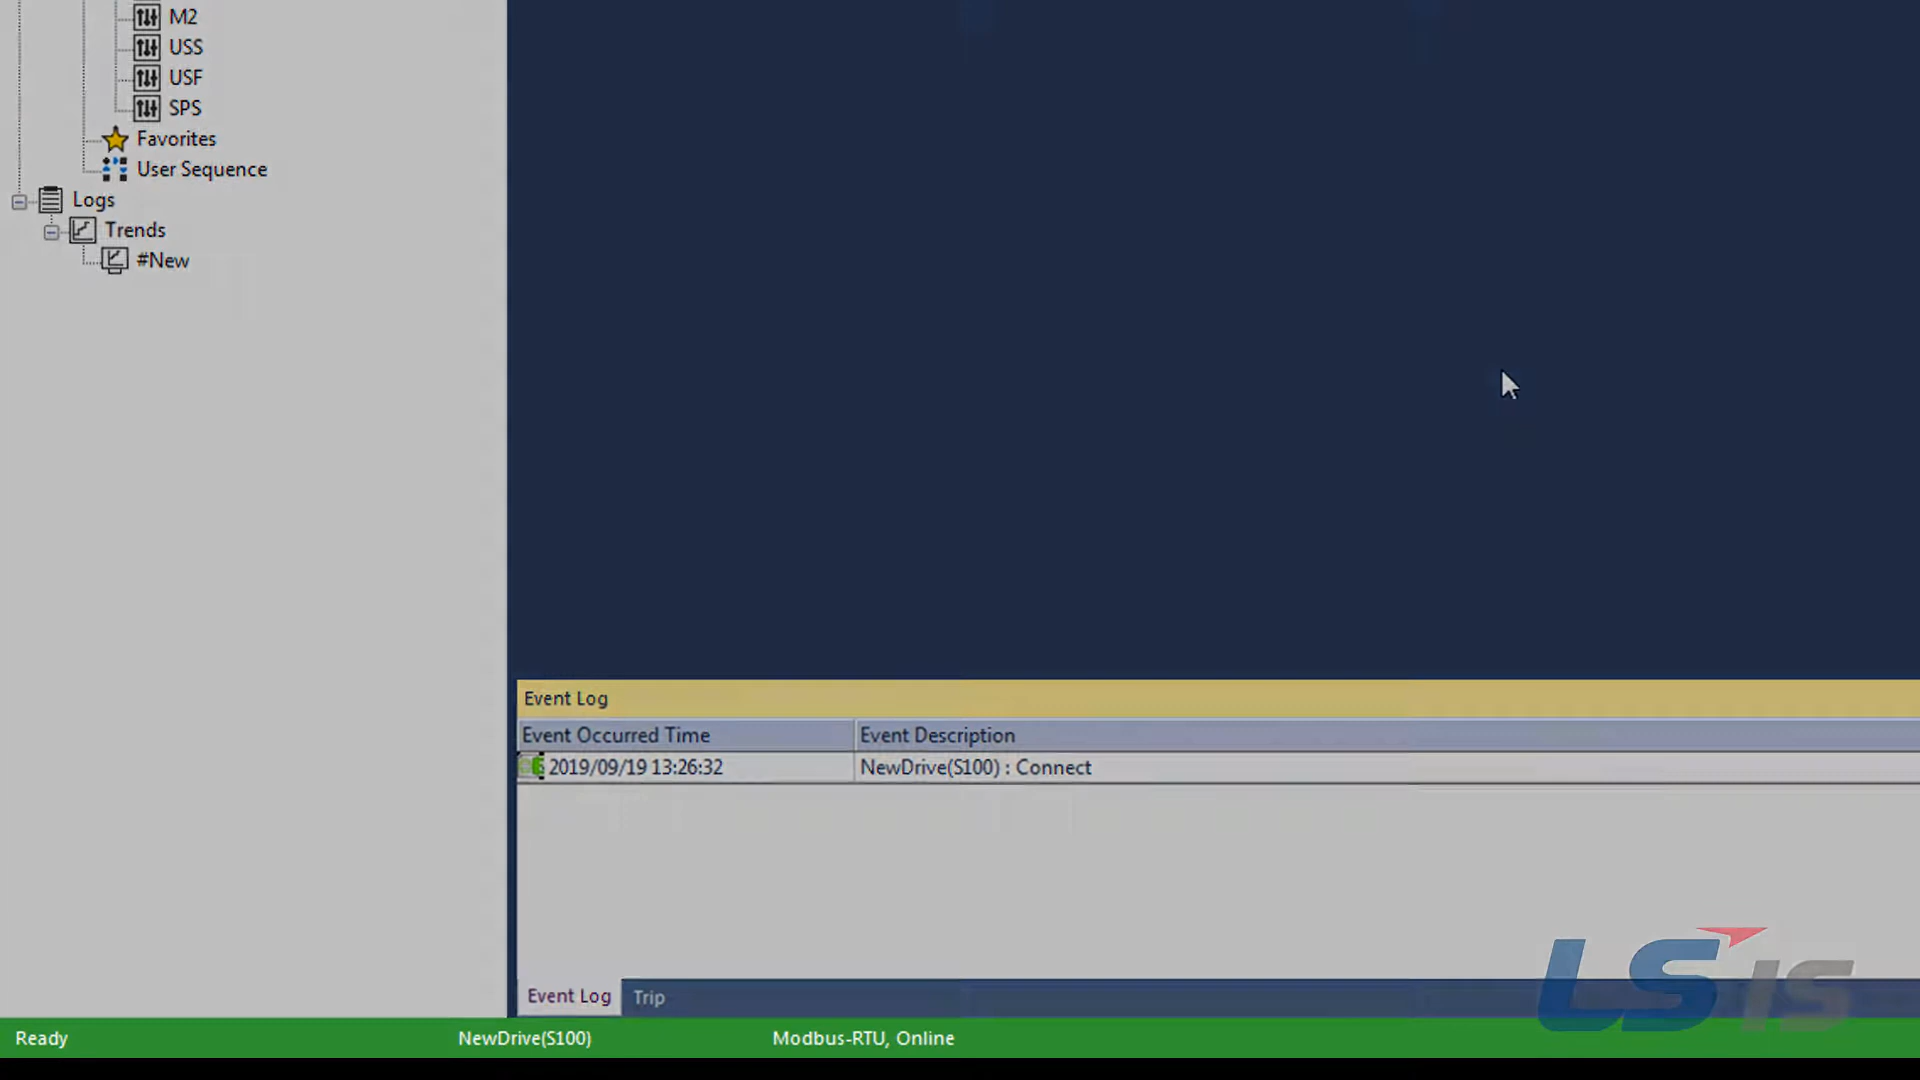 M2
USS
USF
SPS
Favorites
User Sequence
Logs
Trends
#New
Event Log
Event Occurred Time Event Description
2019/09/19 13:26:32 NewDrive(S100) : Connect
Event Log Trip
LSIS
Ready NewDrive(S100) Modbus-RTU, Online